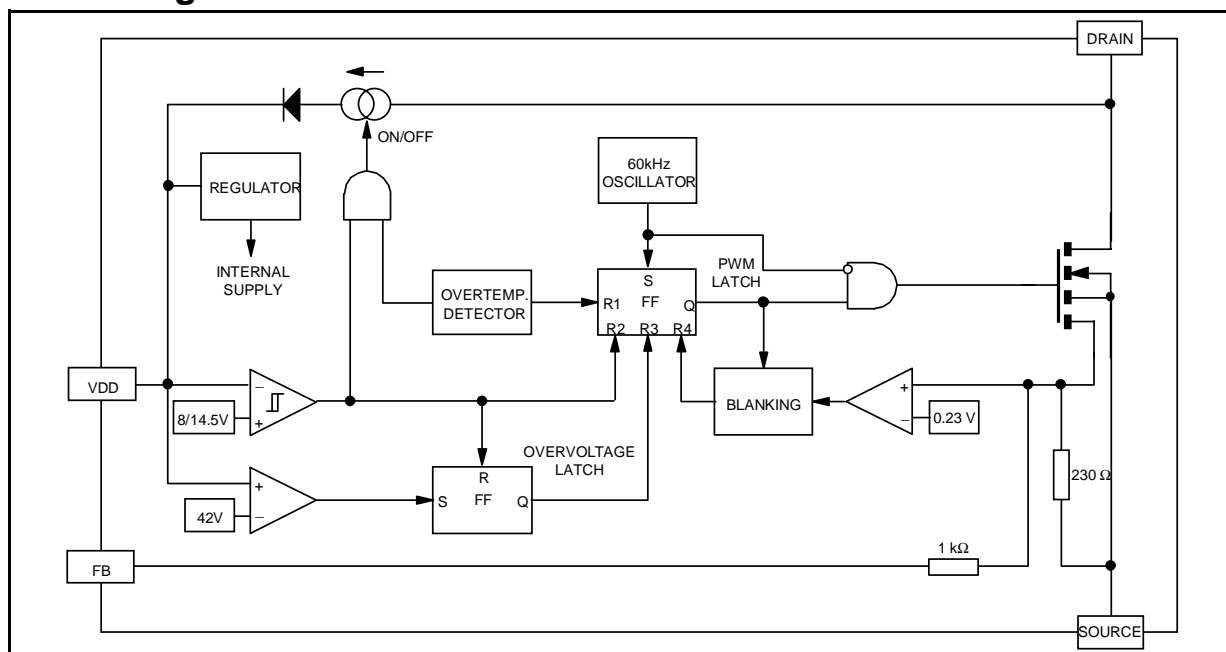 DRAIN
ON/OFF
REGULATOR
60kHz
OSCILLATOR
INTERNAL
SUPPLY
PWM
LATCH
OVERTEMP.
DETECTOR
S
R1 FF Q
R2 R3 R4
VDD
8/14.5V
−
+
BLANKING
+
−
0.23 V
OVERVOLTAGE
LATCH
230 Ω
+
−
42V
R
S FF Q
1 kΩ
FB
SOURCE